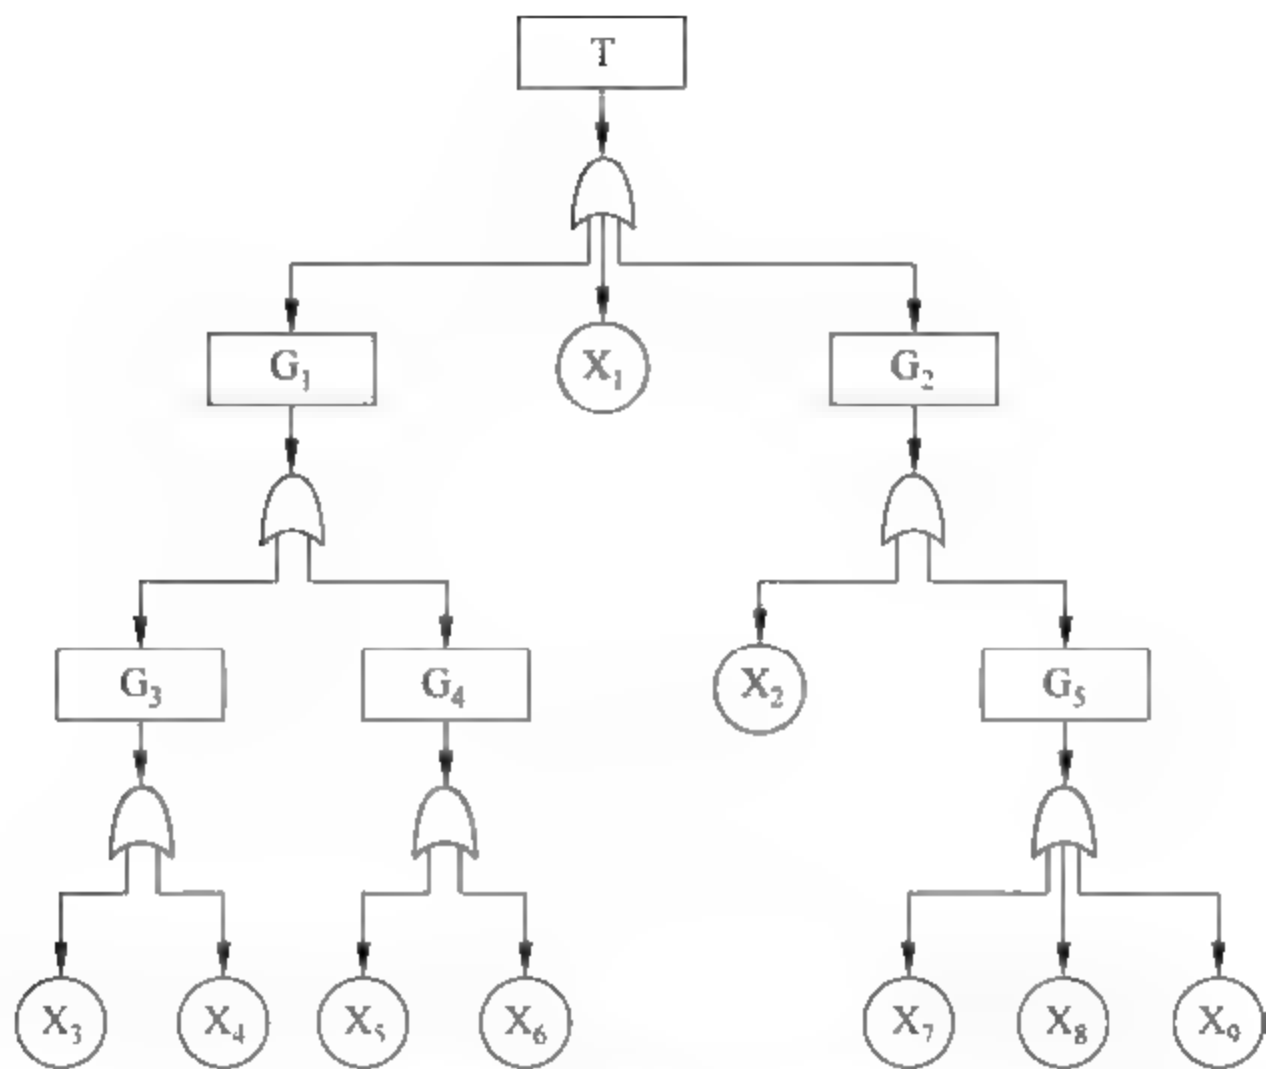 T
G₁ X₁ G₂
G₃ G₄ X₂ G₅
X₃ X₄ X₅ X₆ X₇ X₈ X₉